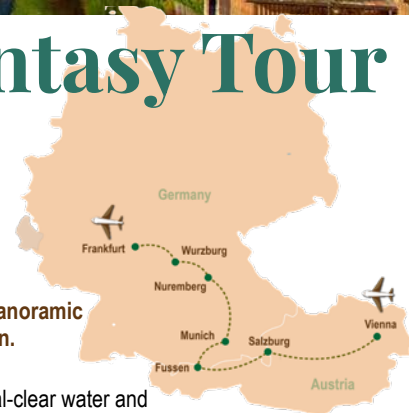 ntasy Tour
Germany
Frankfurt
Wurzburg
Nuremberg
anoramic
n.
Munich
Salzburg
Vienna
Fussen
Austria
al-clear water and